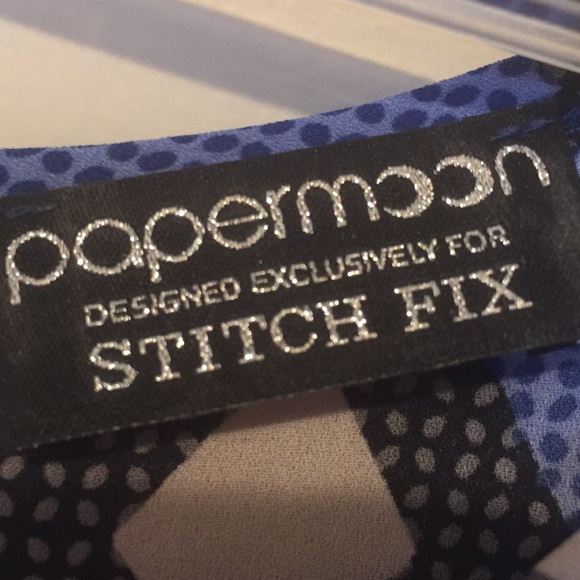 papermoon
DESIGNED EXCLUSIVELY FOR
STITCH FIX